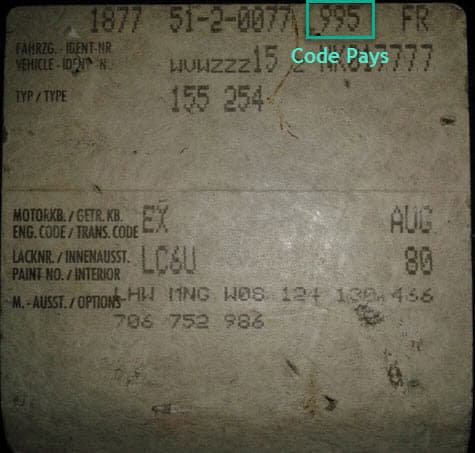 1877 51-2-0077 995 FR
Code Pays
FAHRZG.-IDENT-NR.
VEHICLE-IDENT-N. WVWZZZ15 Z NK017777
TYP / TYPE 155 254
MOTORKB. / GETR. KB.
ENG. CODE / TRANS. CODE EX AUG
LACKNR. / INNENAUSST.
PAINT NO. / INTERIOR LC6U 80
M.-AUSST. / OPTIONS LHW MNG W08 124 130 466
706 752 986